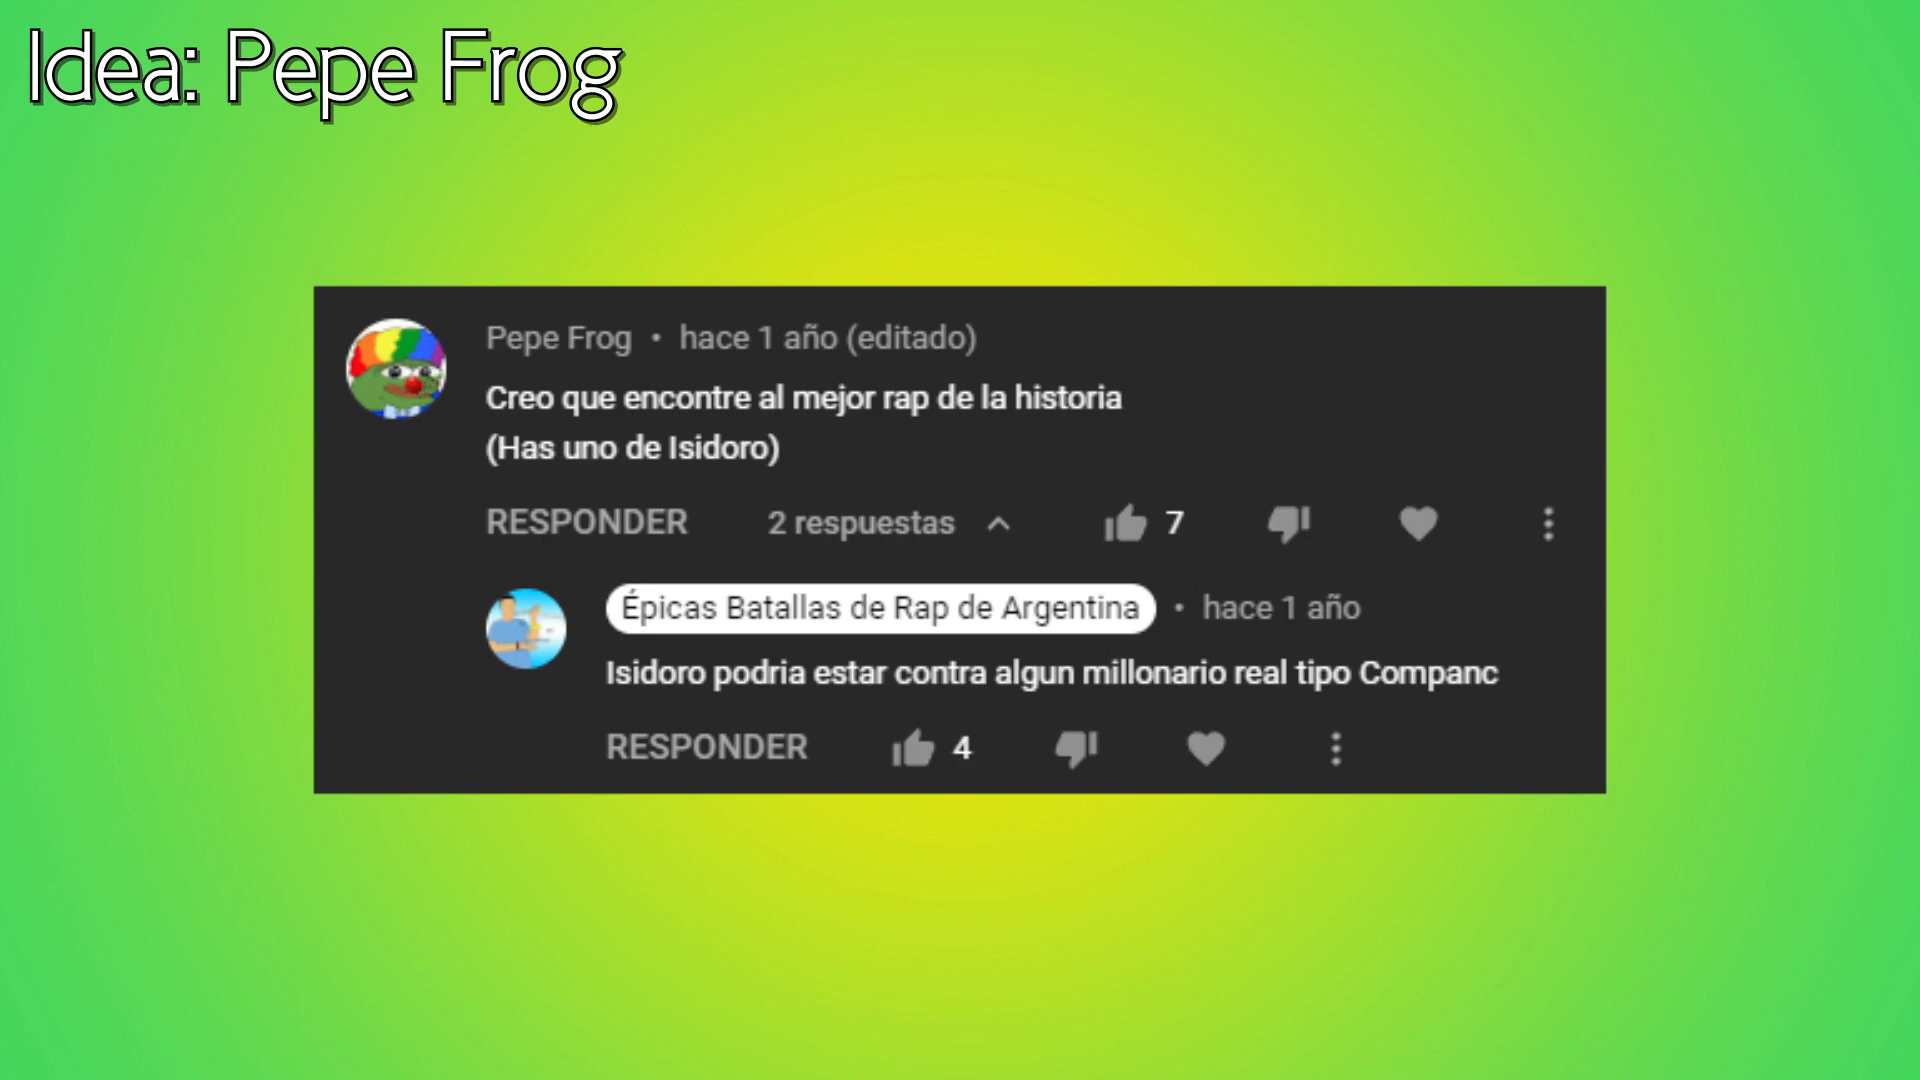 Idea: Pepe Frog
Pepe Frog • hace 1 año (editado)
Creo que encontre al mejor rap de la historia
(Has uno de Isidoro)
RESPONDER 2 respuestas 7
Épicas Batallas de Rap de Argentina • hace 1 año
Isidoro podria estar contra algun millonario real tipo Companc
RESPONDER 4